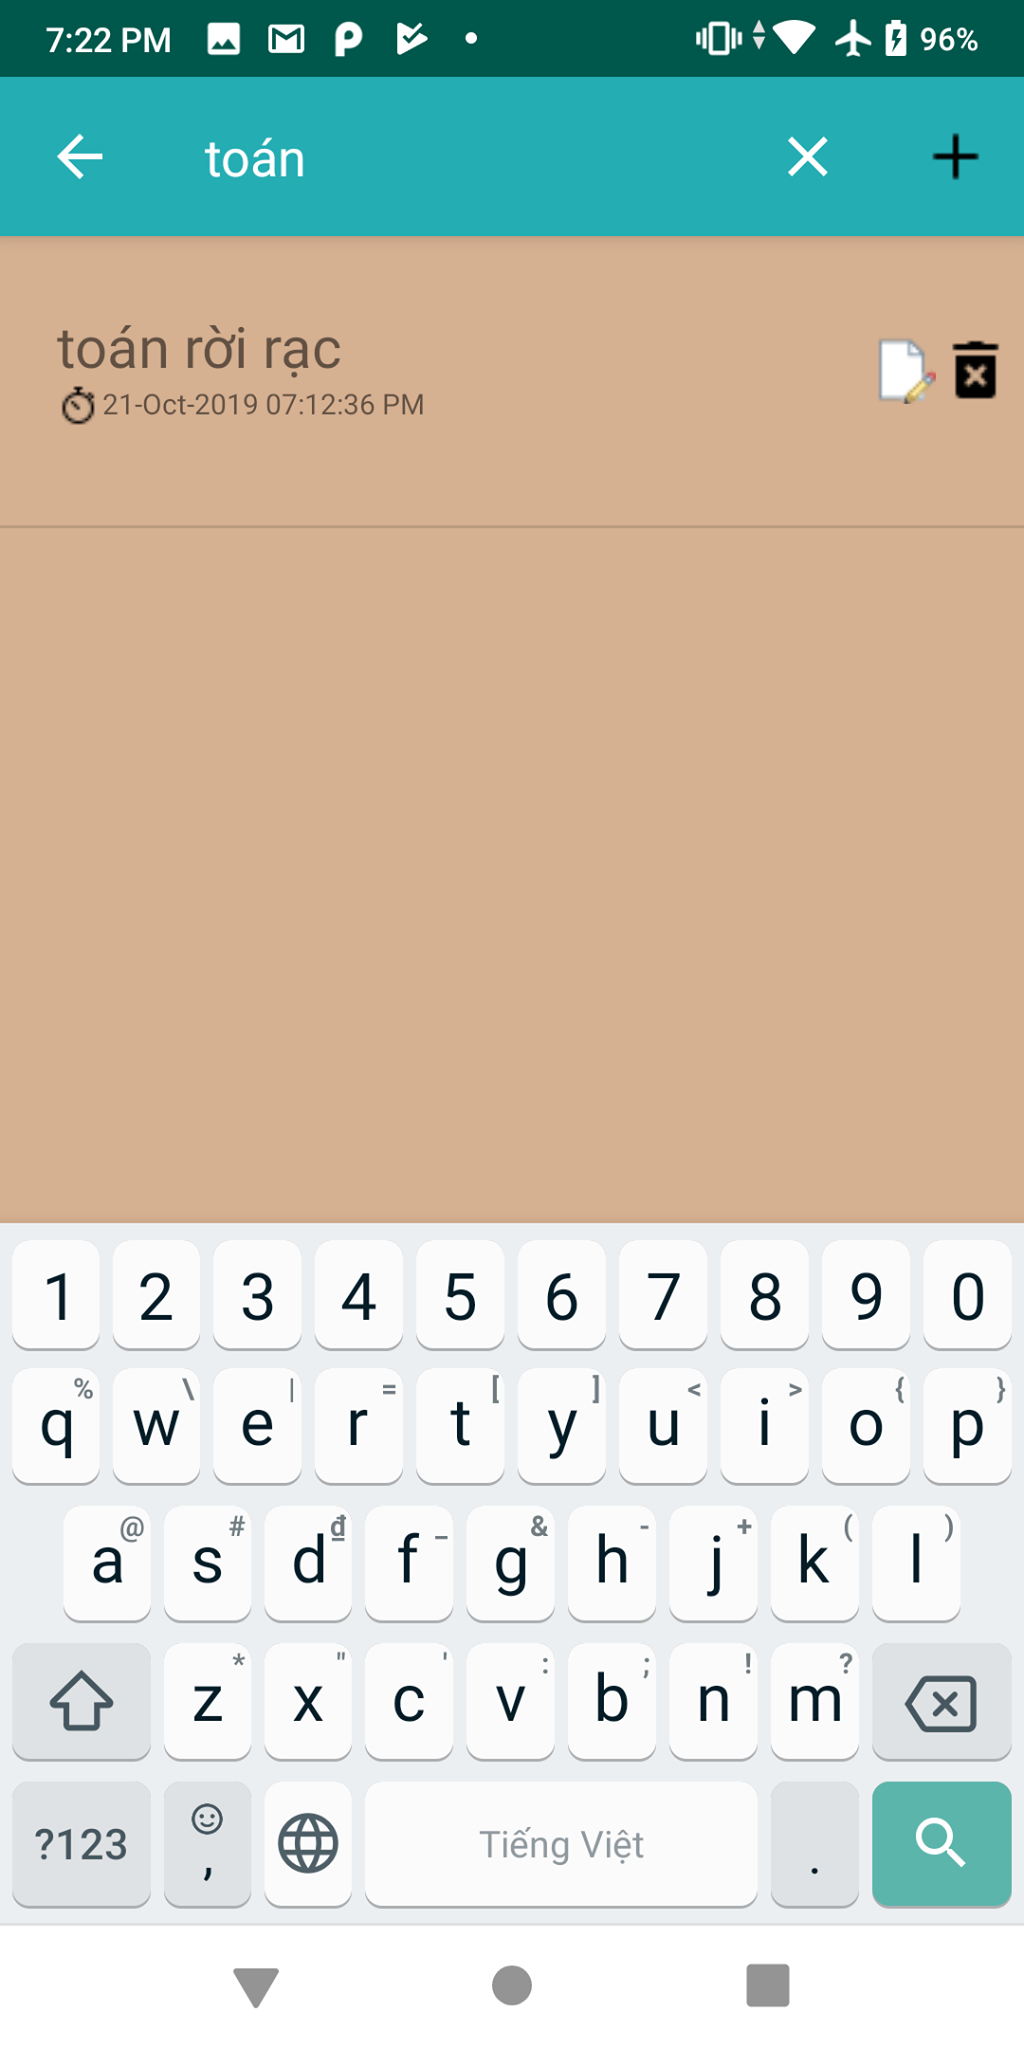 7:22 PM 96%
toán
toán rời rạc
21-Oct-2019 07:12:36 PM
1 2 3 4 5 6 7 8 9 0
% \ | = [ ] < > { }
q w e r t y u i o p
@ # đ _ & - + ( )
a s d f g h j k l
* " ' : ; ! ?
z x c v b n m
?123 , Tiếng Việt .